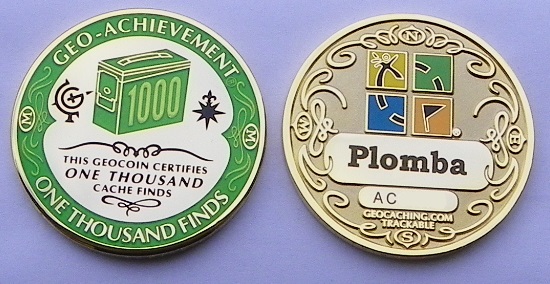 GEO-ACHIEVEMENT®
1000
M
M
THIS GEOCOIN CERTIFIES
ONE THOUSAND
CACHE FINDS
ONE THOUSAND FINDS
N
W
E
®
Plomba
AC
GEOCACHING.COM
TRACKABLE
S